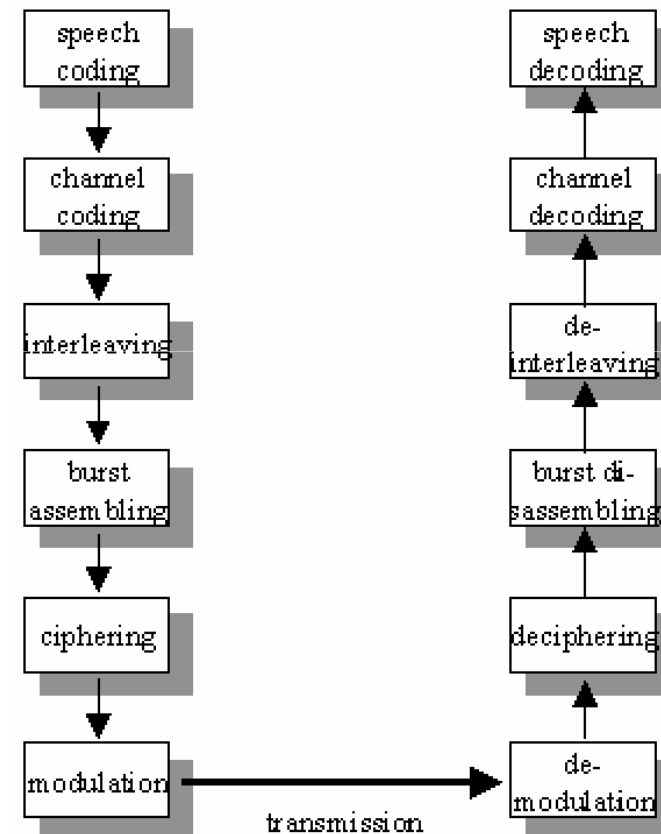 speech
coding
channel
coding
interleaving
burst
assembling
ciphering
modulation
transmission
speech
decoding
channel
decoding
de-
interleaving
burst di-
sassembling
deciphering
de-
modulation